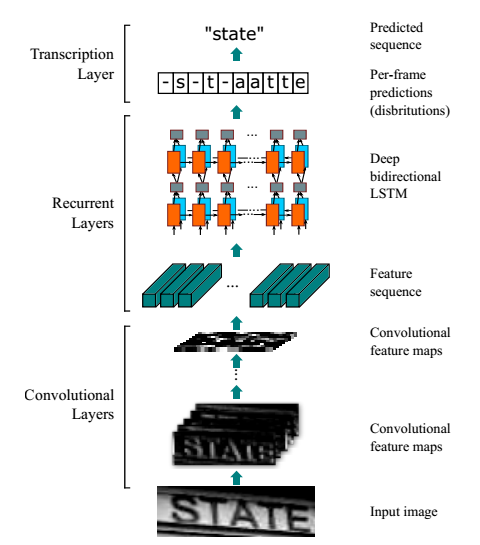 "state"
Predicted
sequence
Transcription
Layer
-s-t-aatte
Per-frame
predictions
(disbritutions)
Deep
bidirectional
LSTM
Recurrent
Layers
Feature
sequence
Convolutional
feature maps
Convolutional
Layers
STATE
Convolutional
feature maps
STATE
Input image